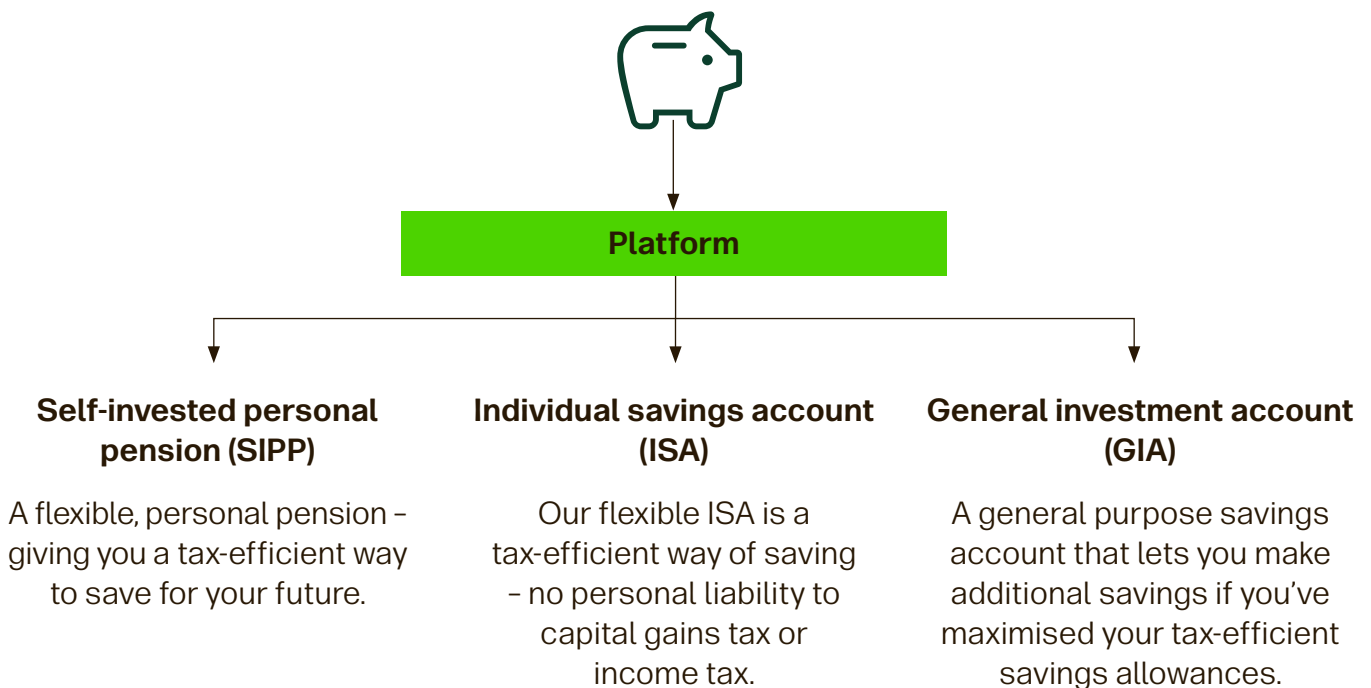 Platform
Self-invested personal
pension (SIPP)
A flexible, personal pension –
giving you a tax-efficient way
to save for your future.
Individual savings account
(ISA)
Our flexible ISA is a
tax-efficient way of saving
– no personal liability to
capital gains tax or
income tax.
General investment account
(GIA)
A general purpose savings
account that lets you make
additional savings if you’ve
maximised your tax-efficient
savings allowances.